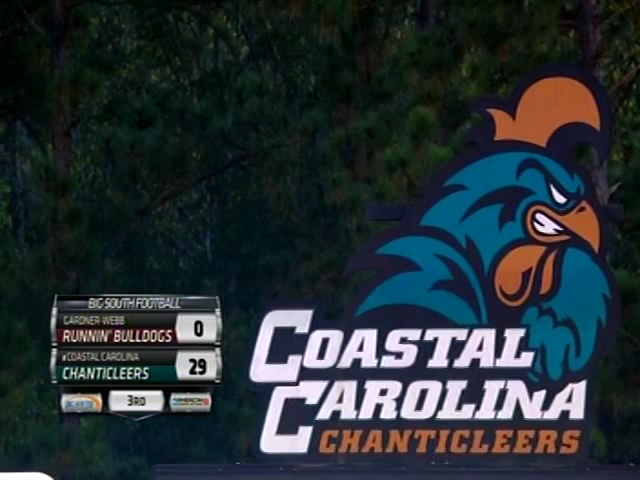 BIG SOUTH FOOTBALL
GARDNER-WEBB
RUNNIN' BULLDOGS 0
COASTAL CAROLINA
CHANTICLEERS 29
3RD
COASTAL
CAROLINA
CHANTICLEERS